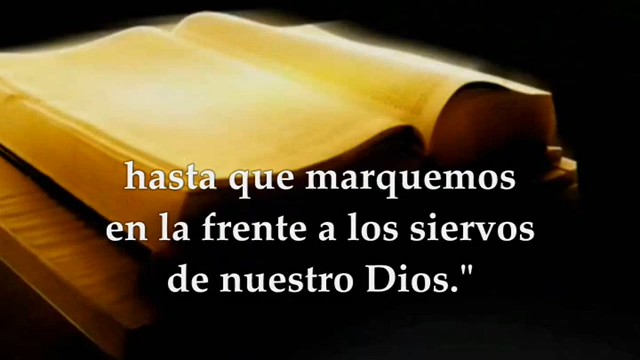 hasta que marquemos
en la frente a los siervos
de nuestro Dios."